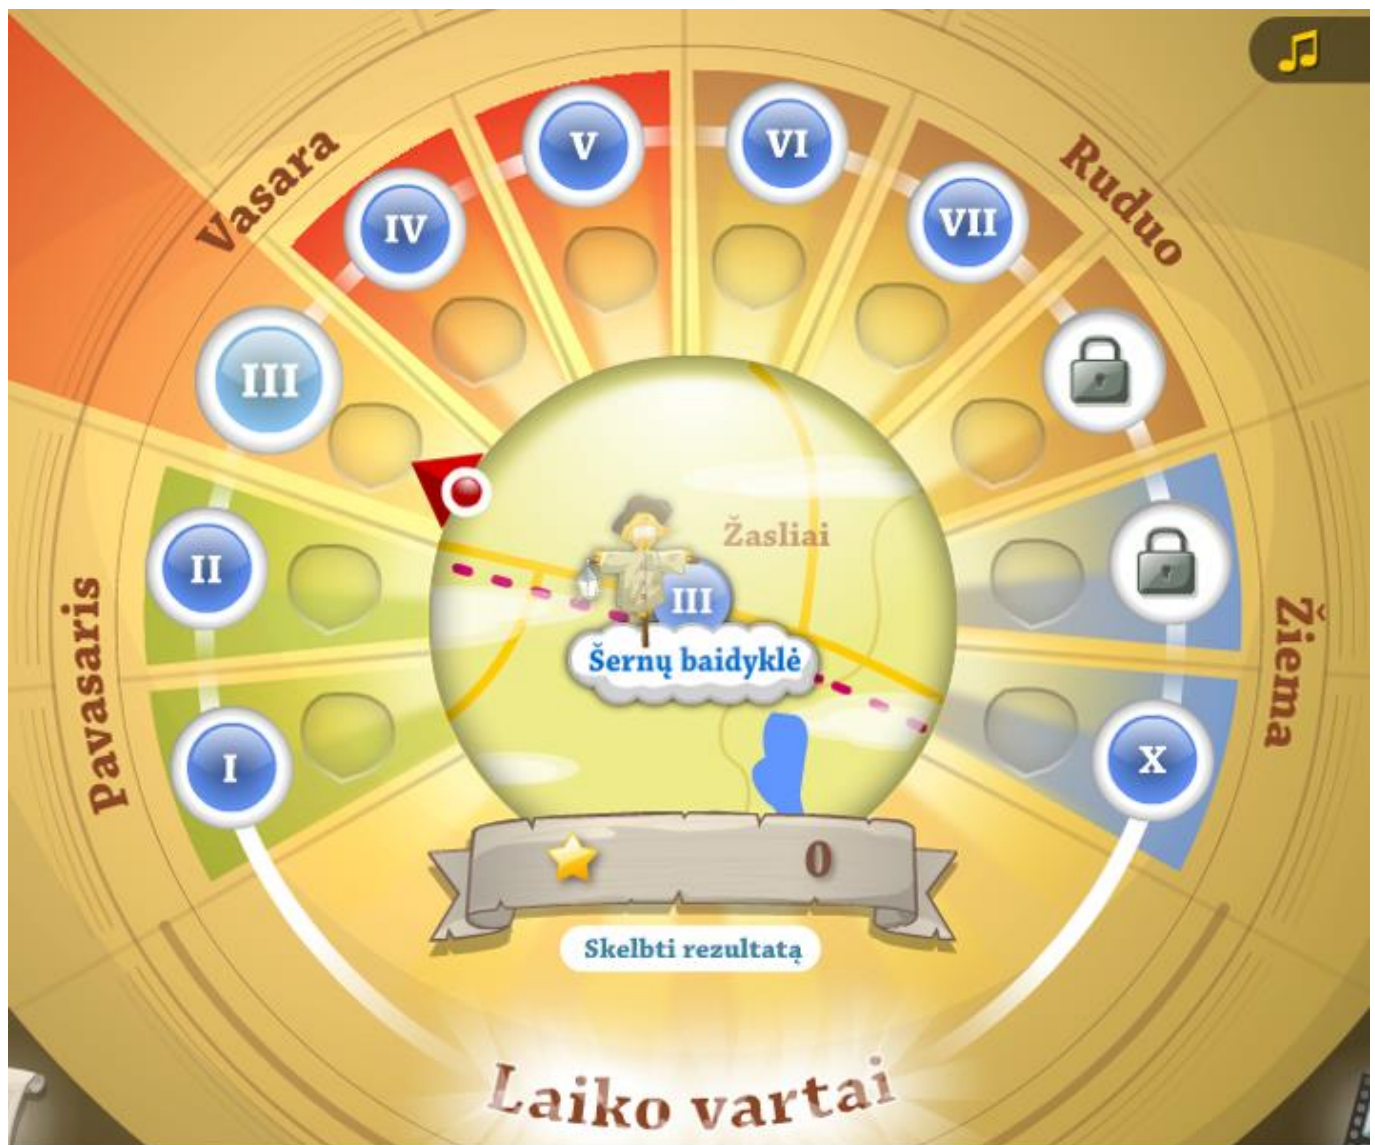 Vasara
Ruduo
Pavasaris
Žiema
I
II
III
IV
V
VI
VII
X
Žasliai
III
Šernų baidyklė
0
Skelbti rezultatą
Laiko vartai